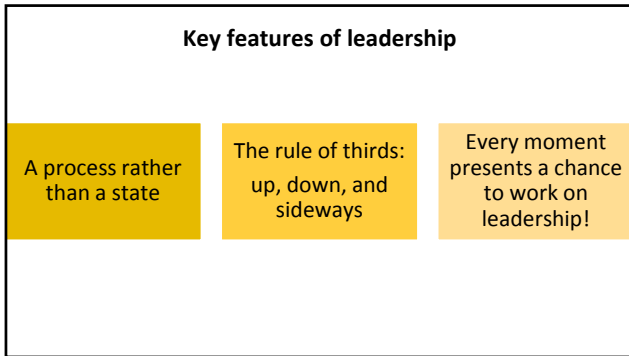 Key features of leadership
A process rather
than a state
The rule of thirds:
up, down, and
sideways
Every moment
presents a chance
to work on
leadership!